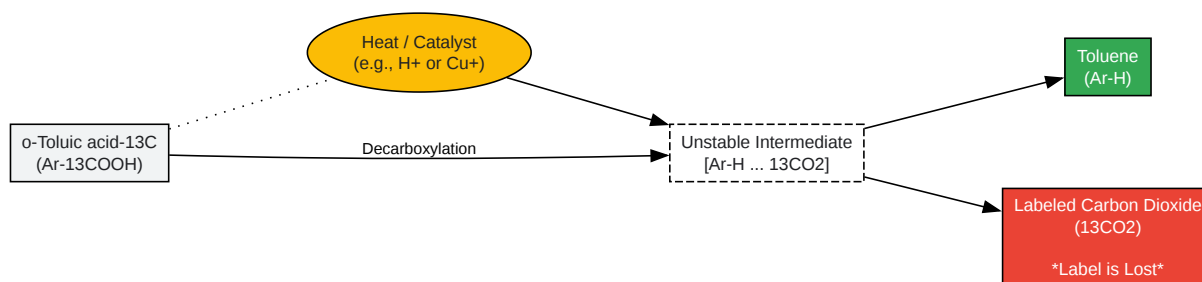 Heat / Catalyst
(e.g., H+ or Cu+)
Toluene
(Ar-H)
o-Toluic acid-13C
(Ar-13COOH)
Decarboxylation
Unstable Intermediate
[Ar-H ... 13CO2]
Labeled Carbon Dioxide
(13CO2)
*Label is Lost*